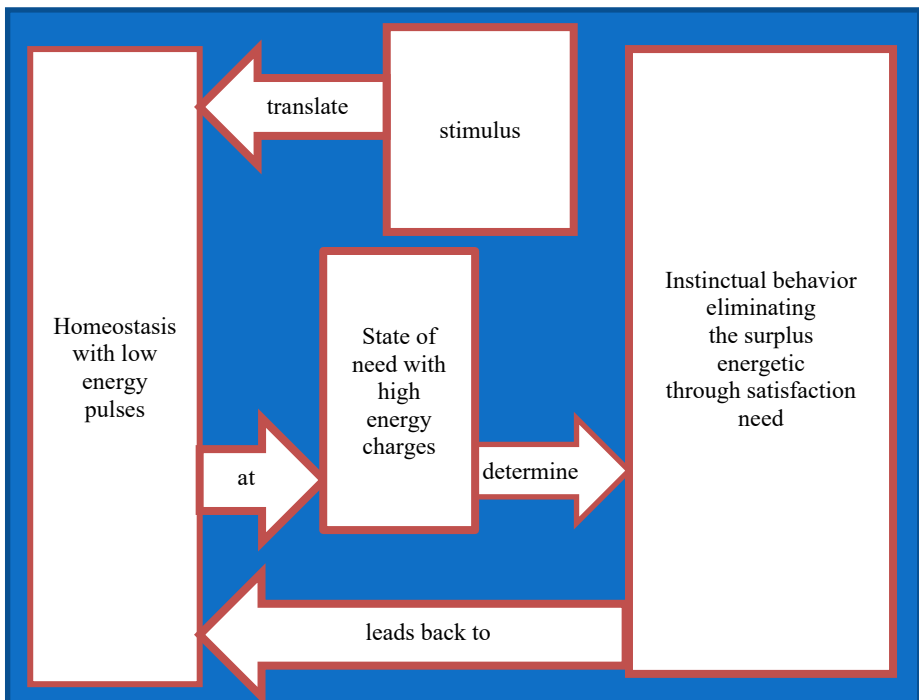 translate
stimulus
Homeostasis
with low
energy
pulses
at
State of
need with
high
energy
charges
determine
Instinctual behavior
eliminating
the surplus
energetic
through satisfaction
need
leads back to